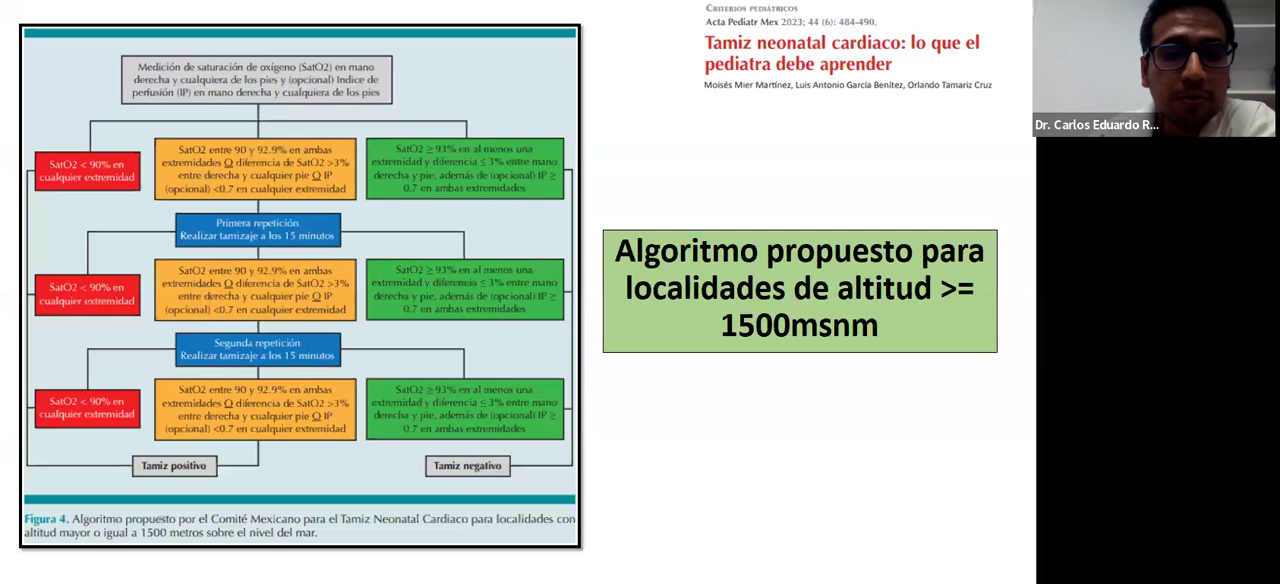 Medición de saturación de oxígeno (SatO2) en mano
derecha y cualquiera de los pies y (opcional) Indice de
perfusión (IP) en mano derecha y cualquiera de los pies
SatO2 < 90% en
cualquier extremidad
SatO2 entre 90 y 92.9% en ambas
extremidades O diferencia de SatO2 >3%
entre derecha y cualquier pie O IP
(opcional) <0.7 en cualquier extremidad
SatO2 ≥ 93% en al menos una
extremidad y diferencia ≤ 3% entre mano
derecha y pie, además de (opcional) IP ≥
0.7 en ambas extremidades
Primera repetición
Realizar tamizaje a los 15 minutos
SatO2 < 90% en
cualquier extremidad
SatO2 entre 90 y 92.9% en ambas
extremidades O diferencia de SatO2 >3%
entre derecha y cualquier pie O IP
(opcional) <0.7 en cualquier extremidad
SatO2 ≥ 93% en al menos una
extremidad y diferencia ≤ 3% entre mano
derecha y pie, además de (opcional) IP ≥
0.7 en ambas extremidades
Segunda repetición
Realizar tamizaje a los 15 minutos
SatO2 < 90% en
cualquier extremidad
SatO2 entre 90 y 92.9% en ambas
extremidades O diferencia de SatO2 >3%
entre derecha y cualquier pie O IP
(opcional) <0.7 en cualquier extremidad
SatO2 ≥ 93% en al menos una
extremidad y diferencia ≤ 3% entre mano
derecha y pie, además de (opcional) IP ≥
0.7 en ambas extremidades
Tamiz positivo
Tamiz negativo
Figura 4. Algoritmo propuesto por el Comité Mexicano para el Tamiz Neonatal Cardiaco para localidades con
altitud mayor o igual a 1500 metros sobre el nivel del mar.
CRITERIOS PEDIÁTRICOS
Acta Pediatr Mex 2023; 44 (6): 484-490.
Tamiz neonatal cardiaco: lo que el
pediatra debe aprender
Moisés Mier Martínez, Luis Antonio García Benítez, Orlando Tamariz Cruz
Algoritmo propuesto para
localidades de altitud >=
1500msnm
Dr. Carlos Eduardo R...